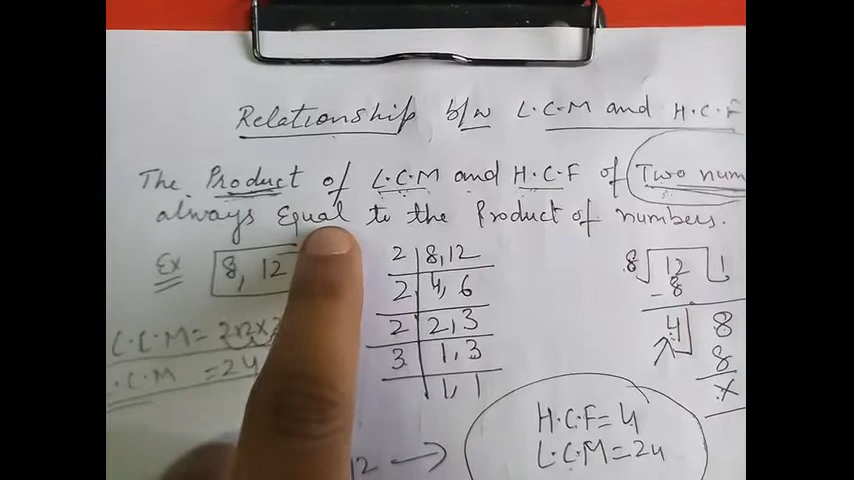 Relationship b/w L.C.M and H.C.F
The Product of L.C.M and H.C.F of Two num
always Equal to the Product of numbers.
Ex 8, 12
L.C.M = 2x2x2
L.C.M = 24
2 | 8, 12
2 | 4, 6
2 | 2, 3
3 | 1, 3
1, 1
8 12 1
- 8
4 8
8
x
H.C.F = 4
L.C.M = 24
12 →